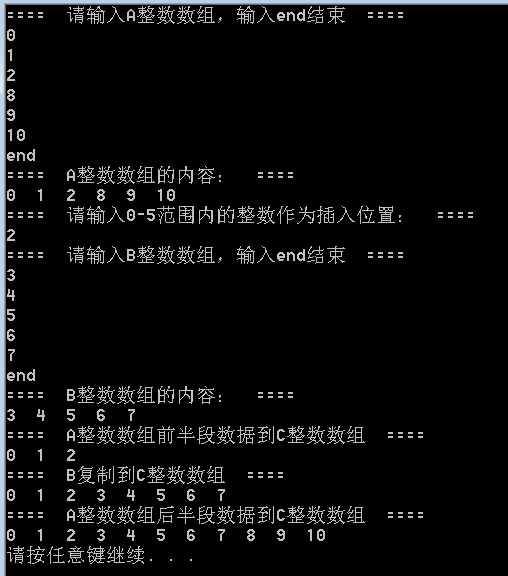 ====  请输入A整数数组，输入end结束  ====
0
1
2
8
9
10
end
====  A整数数组的内容：  ====
0  1  2  8  9  10
====  请输入0-5范围内的整数作为插入位置：  ====
2
====  请输入B整数数组，输入end结束  ====
3
4
5
6
7
end
====  B整数数组的内容：  ====
3  4  5  6  7
====  A整数数组前半段数据到C整数数组  ====
0  1  2
====  B复制到C整数数组  ====
0  1  2  3  4  5  6  7
====  A整数数组后半段数据到C整数数组  ====
0  1  2  3  4  5  6  7  8  9  10
请按任意键继续. . .